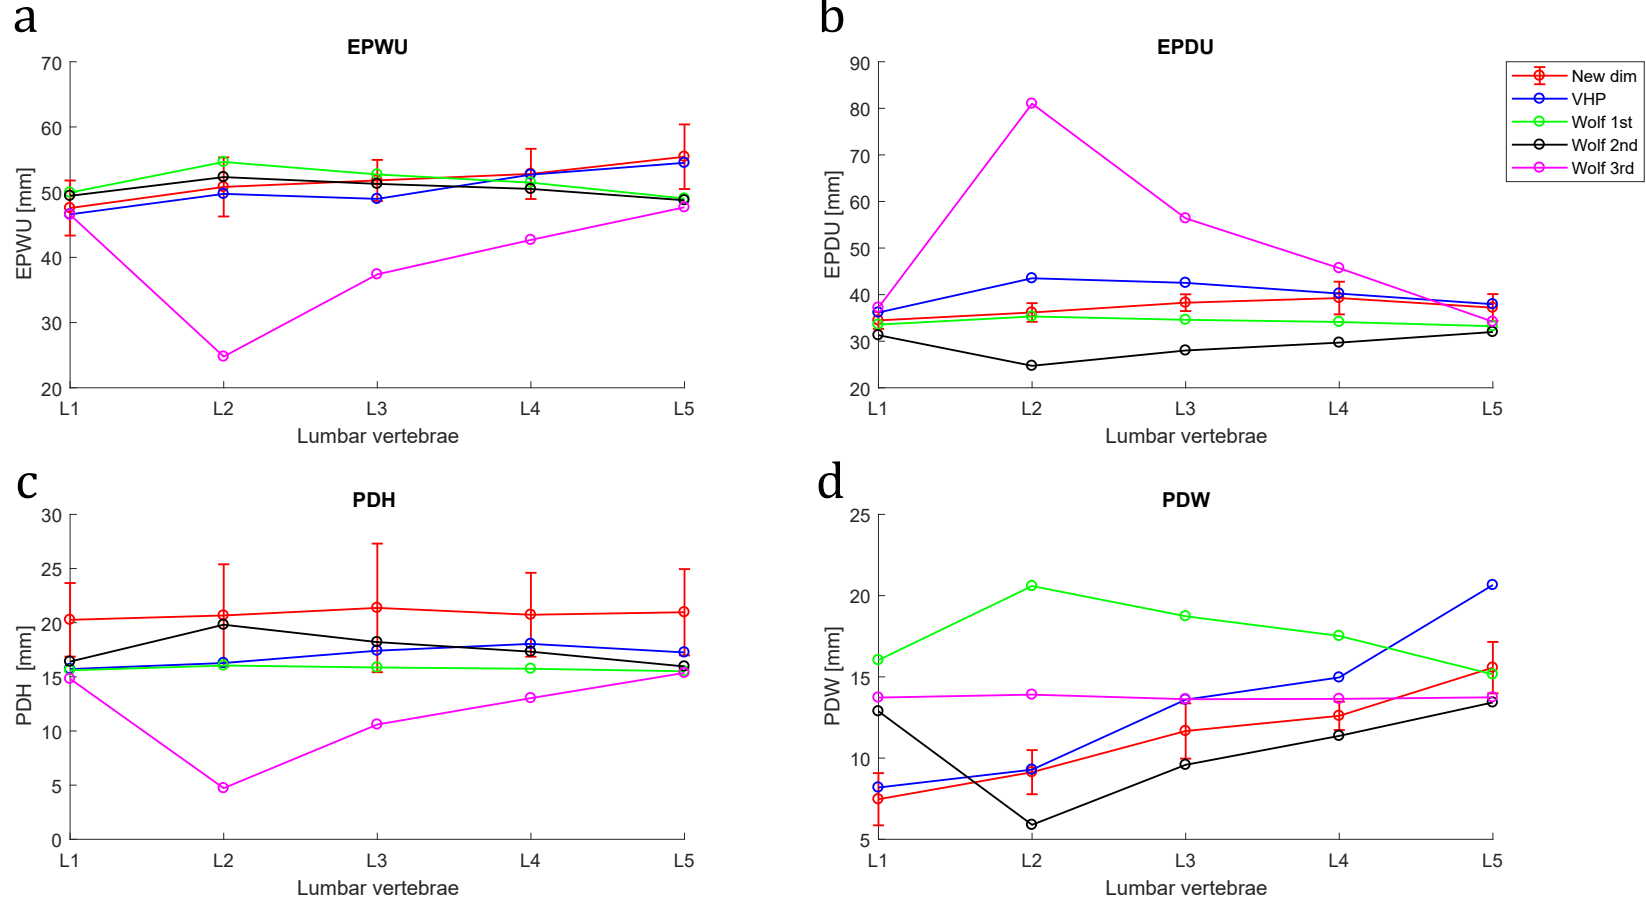 a
EPWU
70
60
50
40
30
20
EPWU [mm]
L1 L2 L3 L4 L5
Lumbar vertebrae
b
EPDU
90
80
70
60
50
40
30
20
EPDU [mm]
L1 L2 L3 L4 L5
Lumbar vertebrae
New dim
VHP
Wolf 1st
Wolf 2nd
Wolf 3rd
c
PDH
30
25
20
15
10
5
0
PDH [mm]
L1 L2 L3 L4 L5
Lumbar vertebrae
d
PDW
25
20
15
10
5
PDW [mm]
L1 L2 L3 L4 L5
Lumbar vertebrae